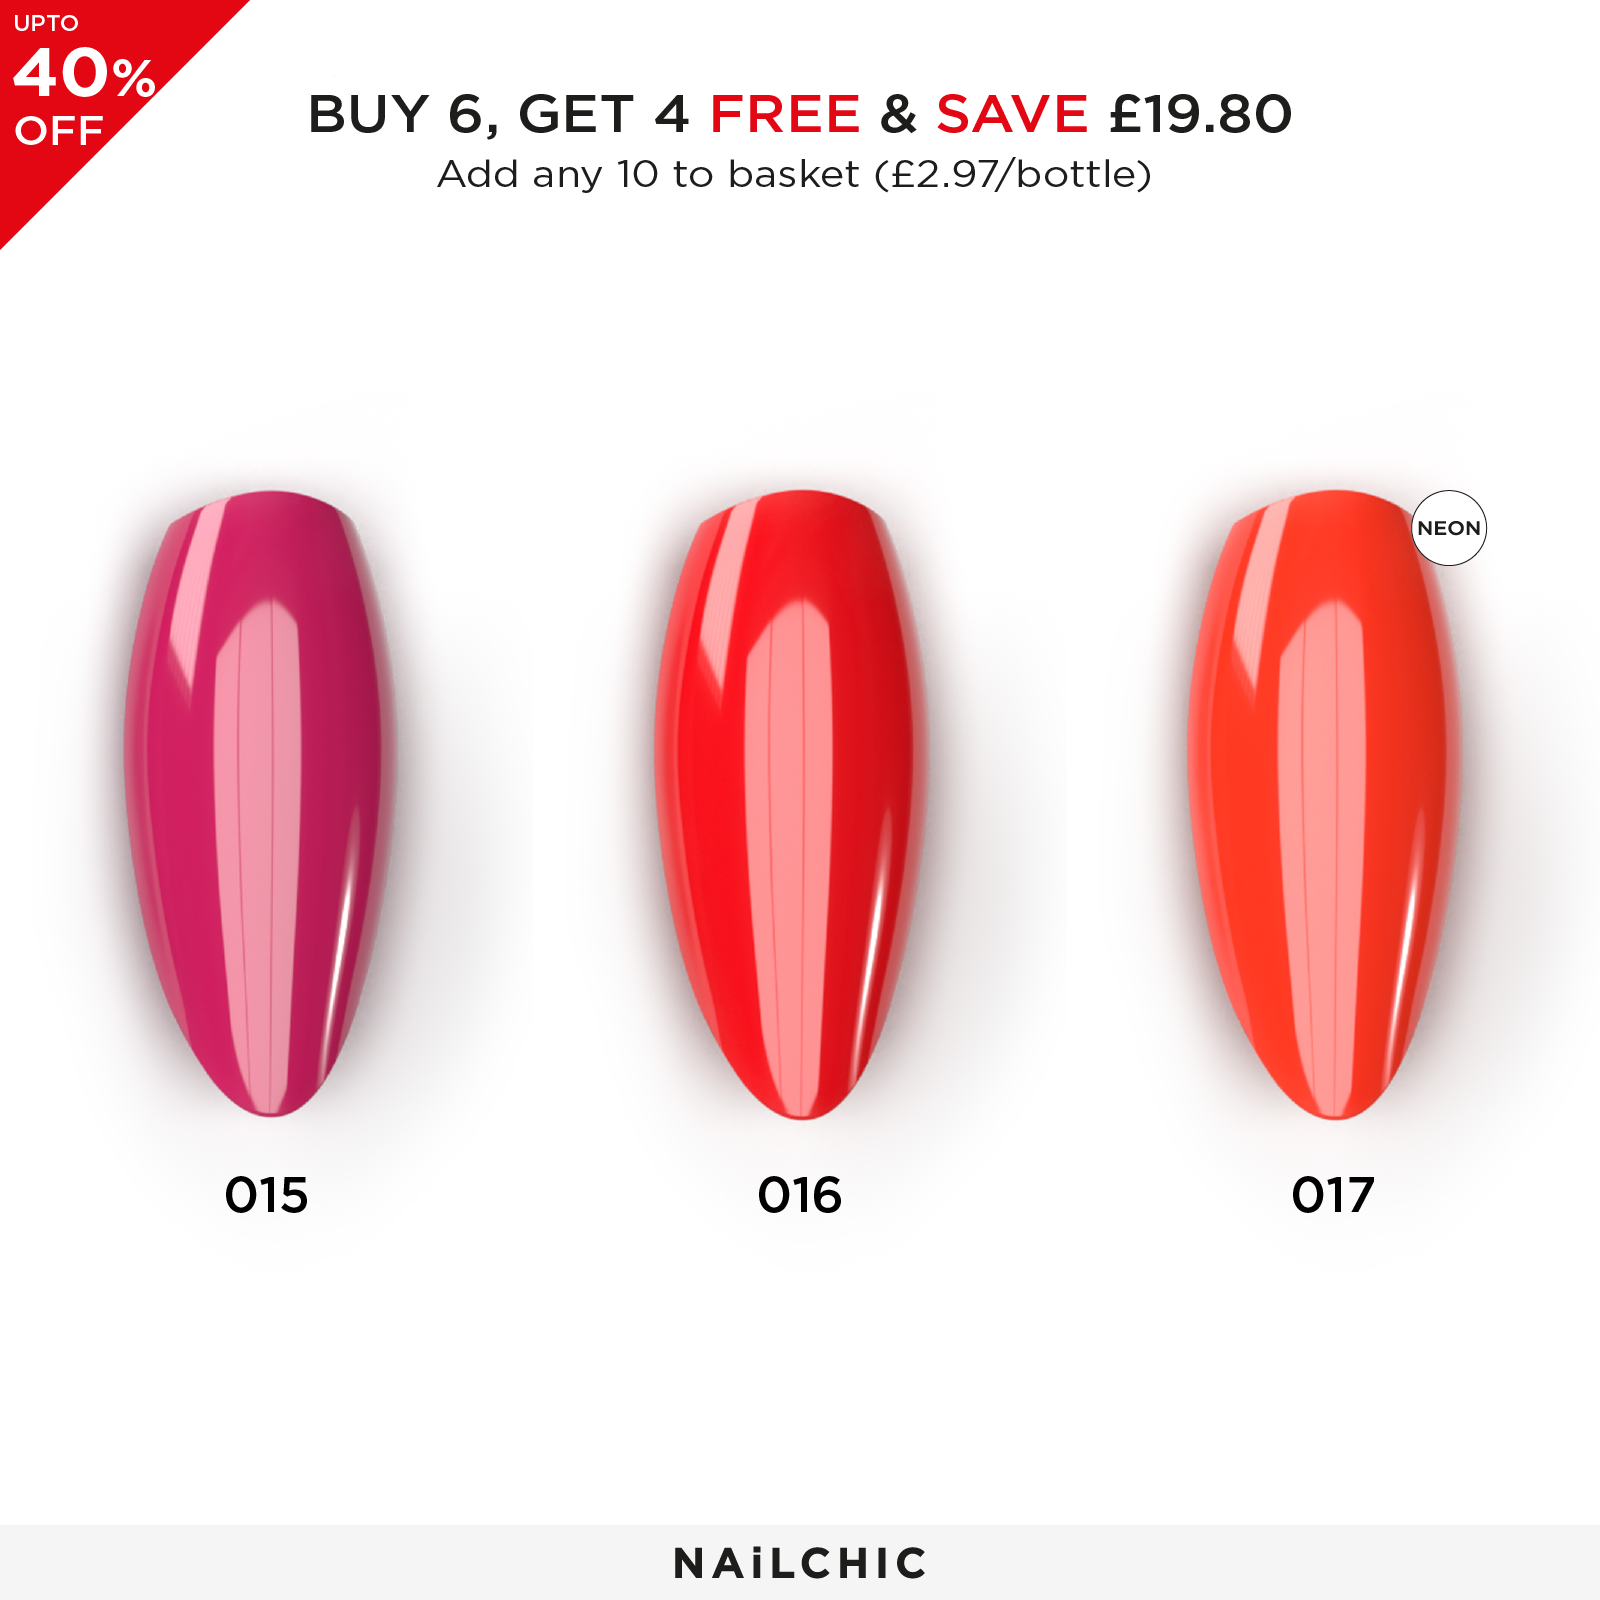 UPTO
40%
OFF
BUY 6, GET 4 FREE & SAVE £19.80
Add any 10 to basket (£2.97/bottle)
NEON
015
016
017
NAiLCHIC